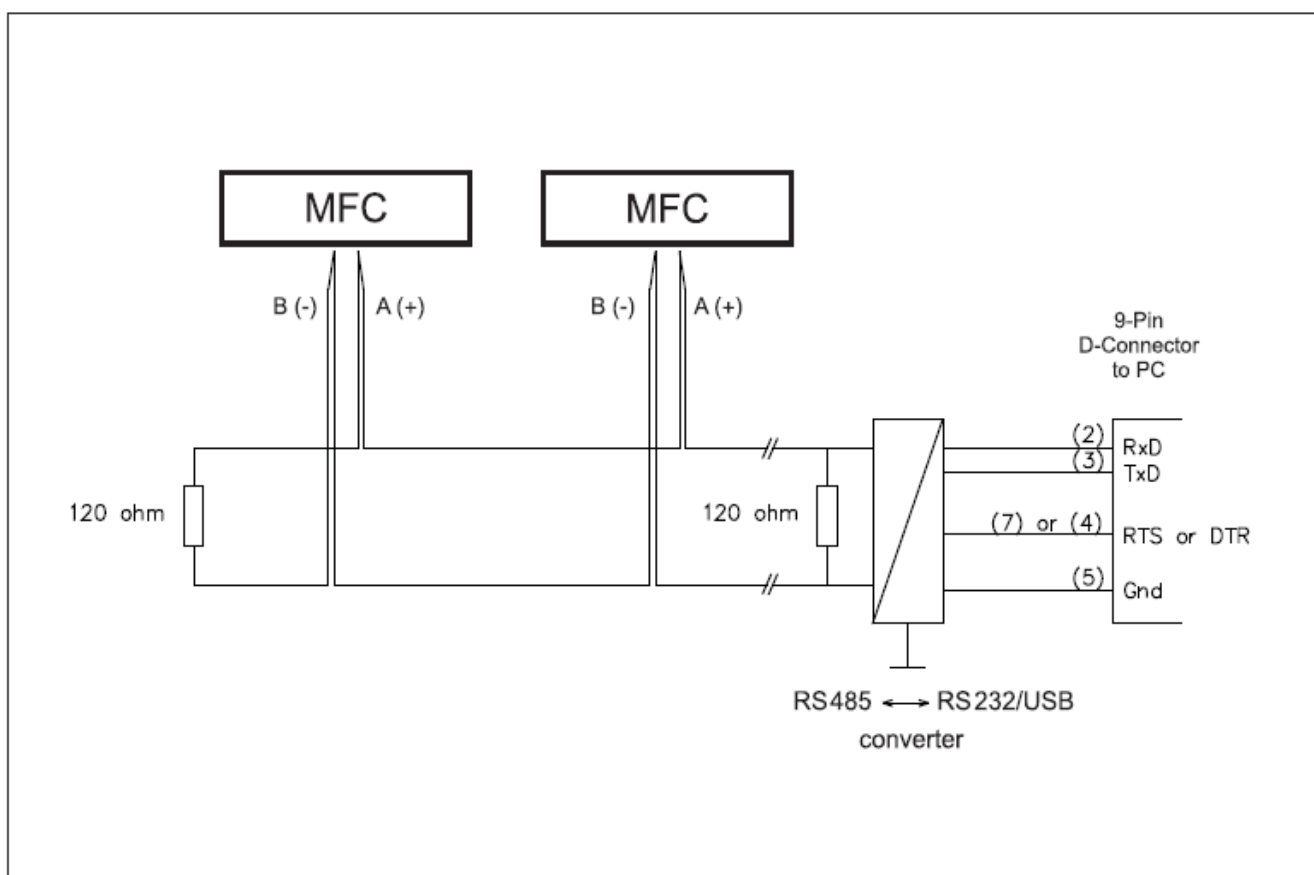 MFC
MFC
B (-)
A (+)
B (-)
A (+)
9-Pin
D-Connector
to PC
(2)
RxD
(3)
TxD
120 ohm
120 ohm
(7) or (4)
RTS or DTR
(5)
Gnd
RS485 ↔ RS232/USB
converter